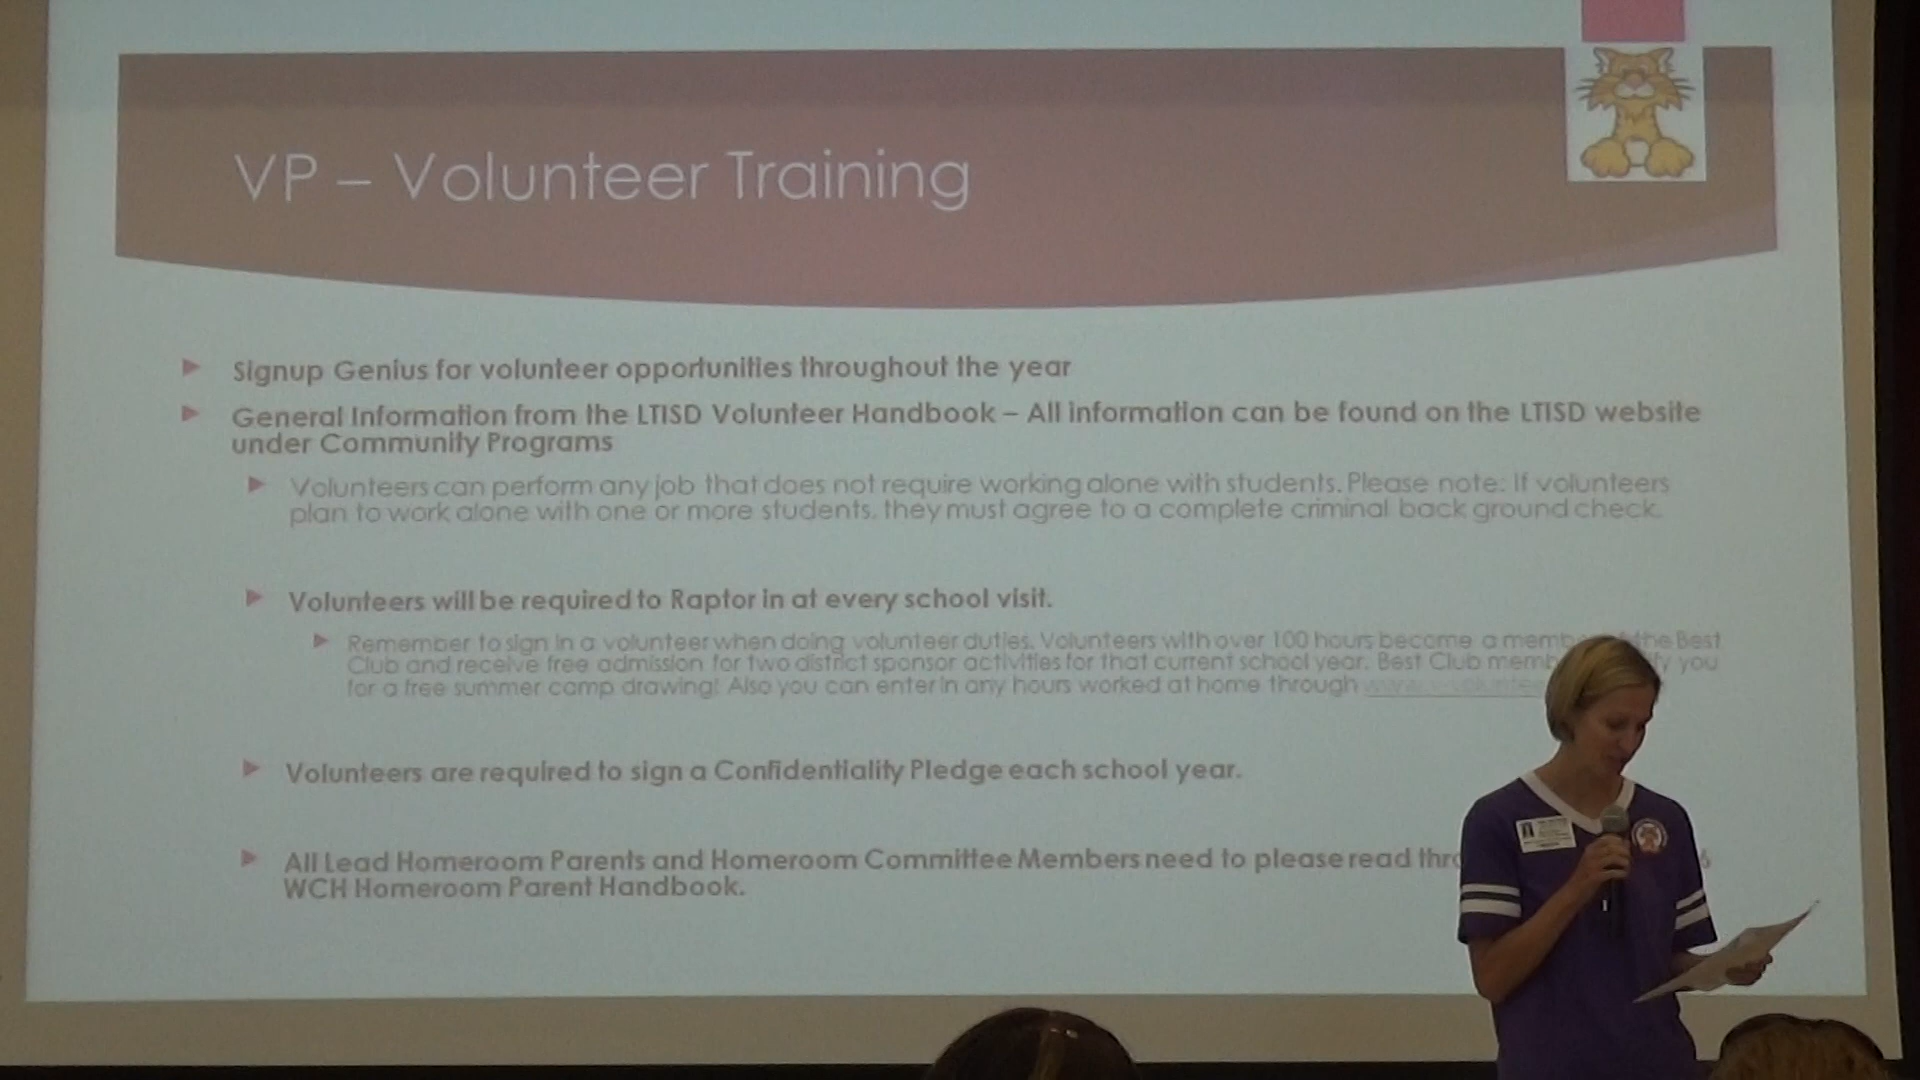 VP – Volunteer Training
Signup Genius for volunteer opportunities throughout the year
General Information from the LTISD Volunteer Handbook – All information can be found on the LTISD website
under Community Programs
Volunteers can perform any job that does not require working alone with students. Please note: If volunteers
plan to work alone with one or more students, they must agree to a complete criminal back ground check.
Volunteers will be required to Raptor in at every school visit.
Remember to sign in a volunteer when doing volunteer duties. Volunteers with over 100 hours become a the Best
Club and receive free admission for two district sponsor activities for that current school year. Best Club you
for a free summer camp drawing! Also you can enter in any hours worked at home through
Volunteers are required to sign a Confidentiality Pledge each school year.
All Lead Homeroom Parents and Homeroom Committee Members need to please read
WCH Homeroom Parent Handbook.